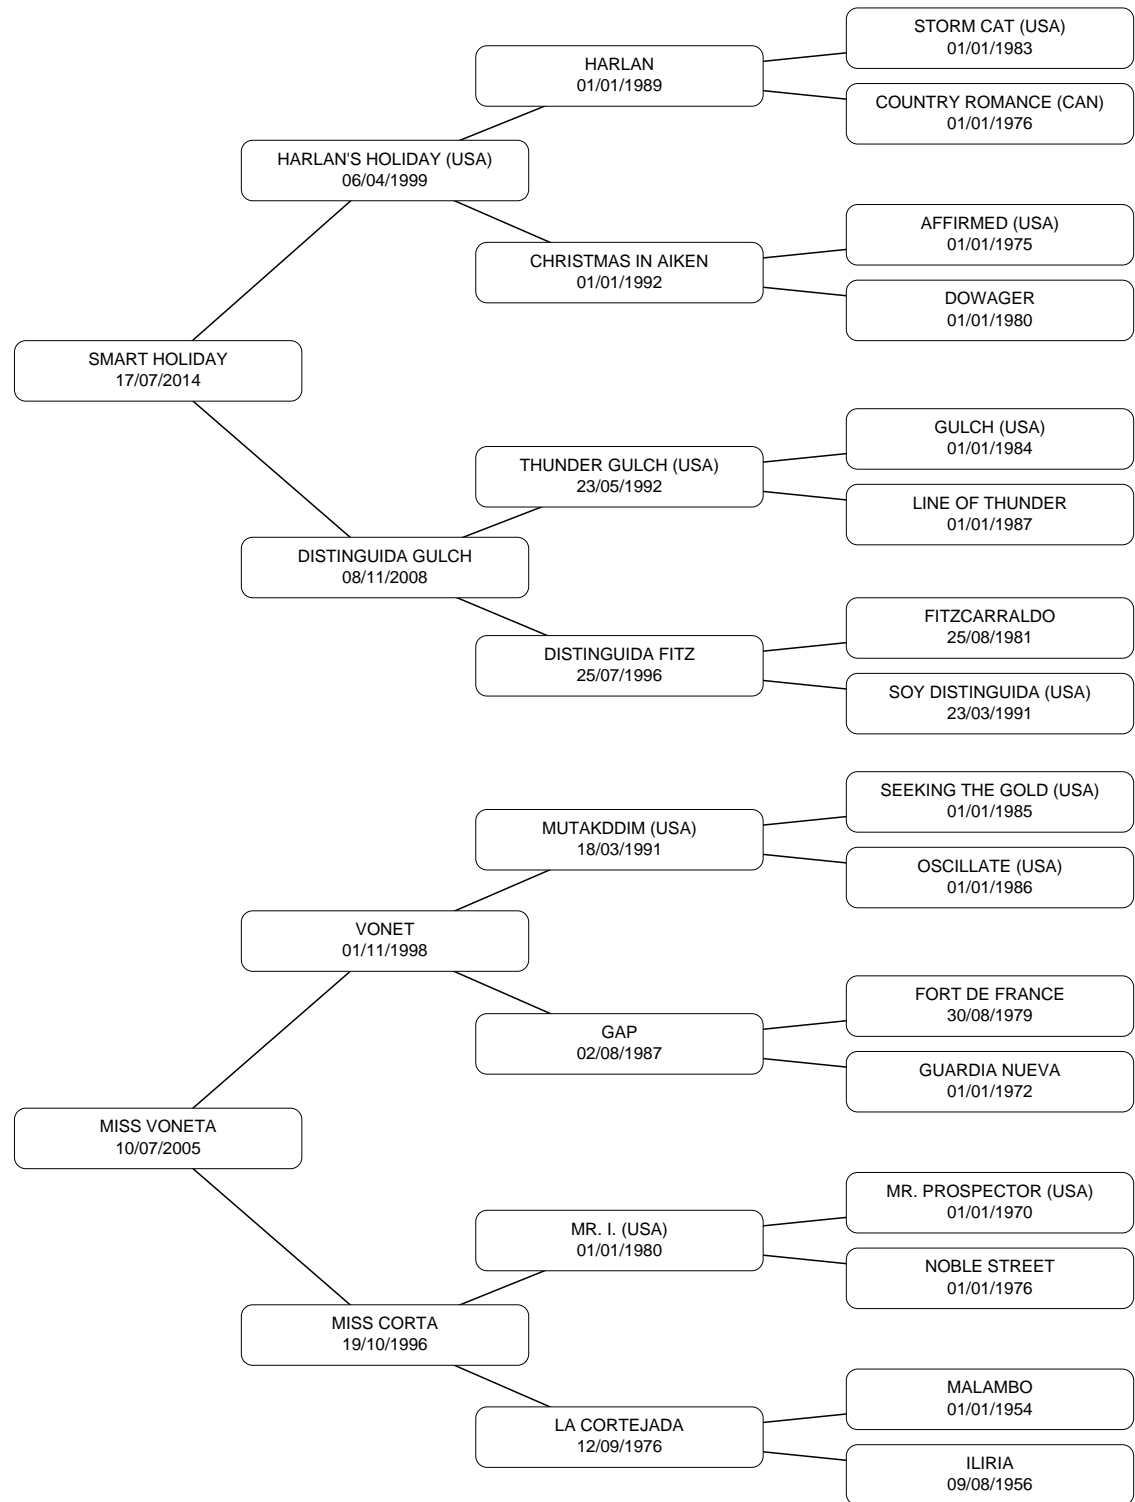 STORM CAT (USA)
01/01/1983
HARLAN
01/01/1989
COUNTRY ROMANCE (CAN)
01/01/1976
HARLAN'S HOLIDAY (USA)
06/04/1999
AFFIRMED (USA)
01/01/1975
CHRISTMAS IN AIKEN
01/01/1992
DOWAGER
01/01/1980
SMART HOLIDAY
17/07/2014
GULCH (USA)
01/01/1984
THUNDER GULCH (USA)
23/05/1992
LINE OF THUNDER
01/01/1987
DISTINGUIDA GULCH
08/11/2008
FITZCARRALDO
25/08/1981
DISTINGUIDA FITZ
25/07/1996
SOY DISTINGUIDA (USA)
23/03/1991
SEEKING THE GOLD (USA)
01/01/1985
MUTAKDDIM (USA)
18/03/1991
OSCILLATE (USA)
01/01/1986
VONET
01/11/1998
FORT DE FRANCE
30/08/1979
GAP
02/08/1987
GUARDIA NUEVA
01/01/1972
MISS VONETA
10/07/2005
MR. PROSPECTOR (USA)
01/01/1970
MR. I. (USA)
01/01/1980
NOBLE STREET
01/01/1976
MISS CORTA
19/10/1996
MALAMBO
01/01/1954
LA CORTEJADA
12/09/1976
ILIRIA
09/08/1956